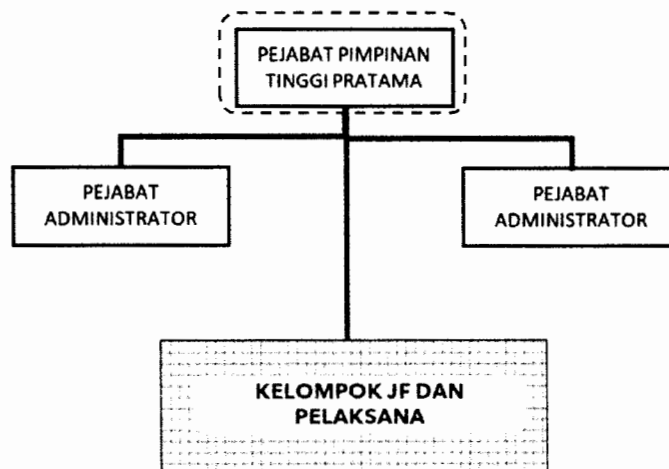 PEJABAT PIMPINAN
TINGGI PRATAMA
PEJABAT
ADMINISTRATOR
PEJABAT
ADMINISTRATOR
KELOMPOK JF DAN
PELAKSANA